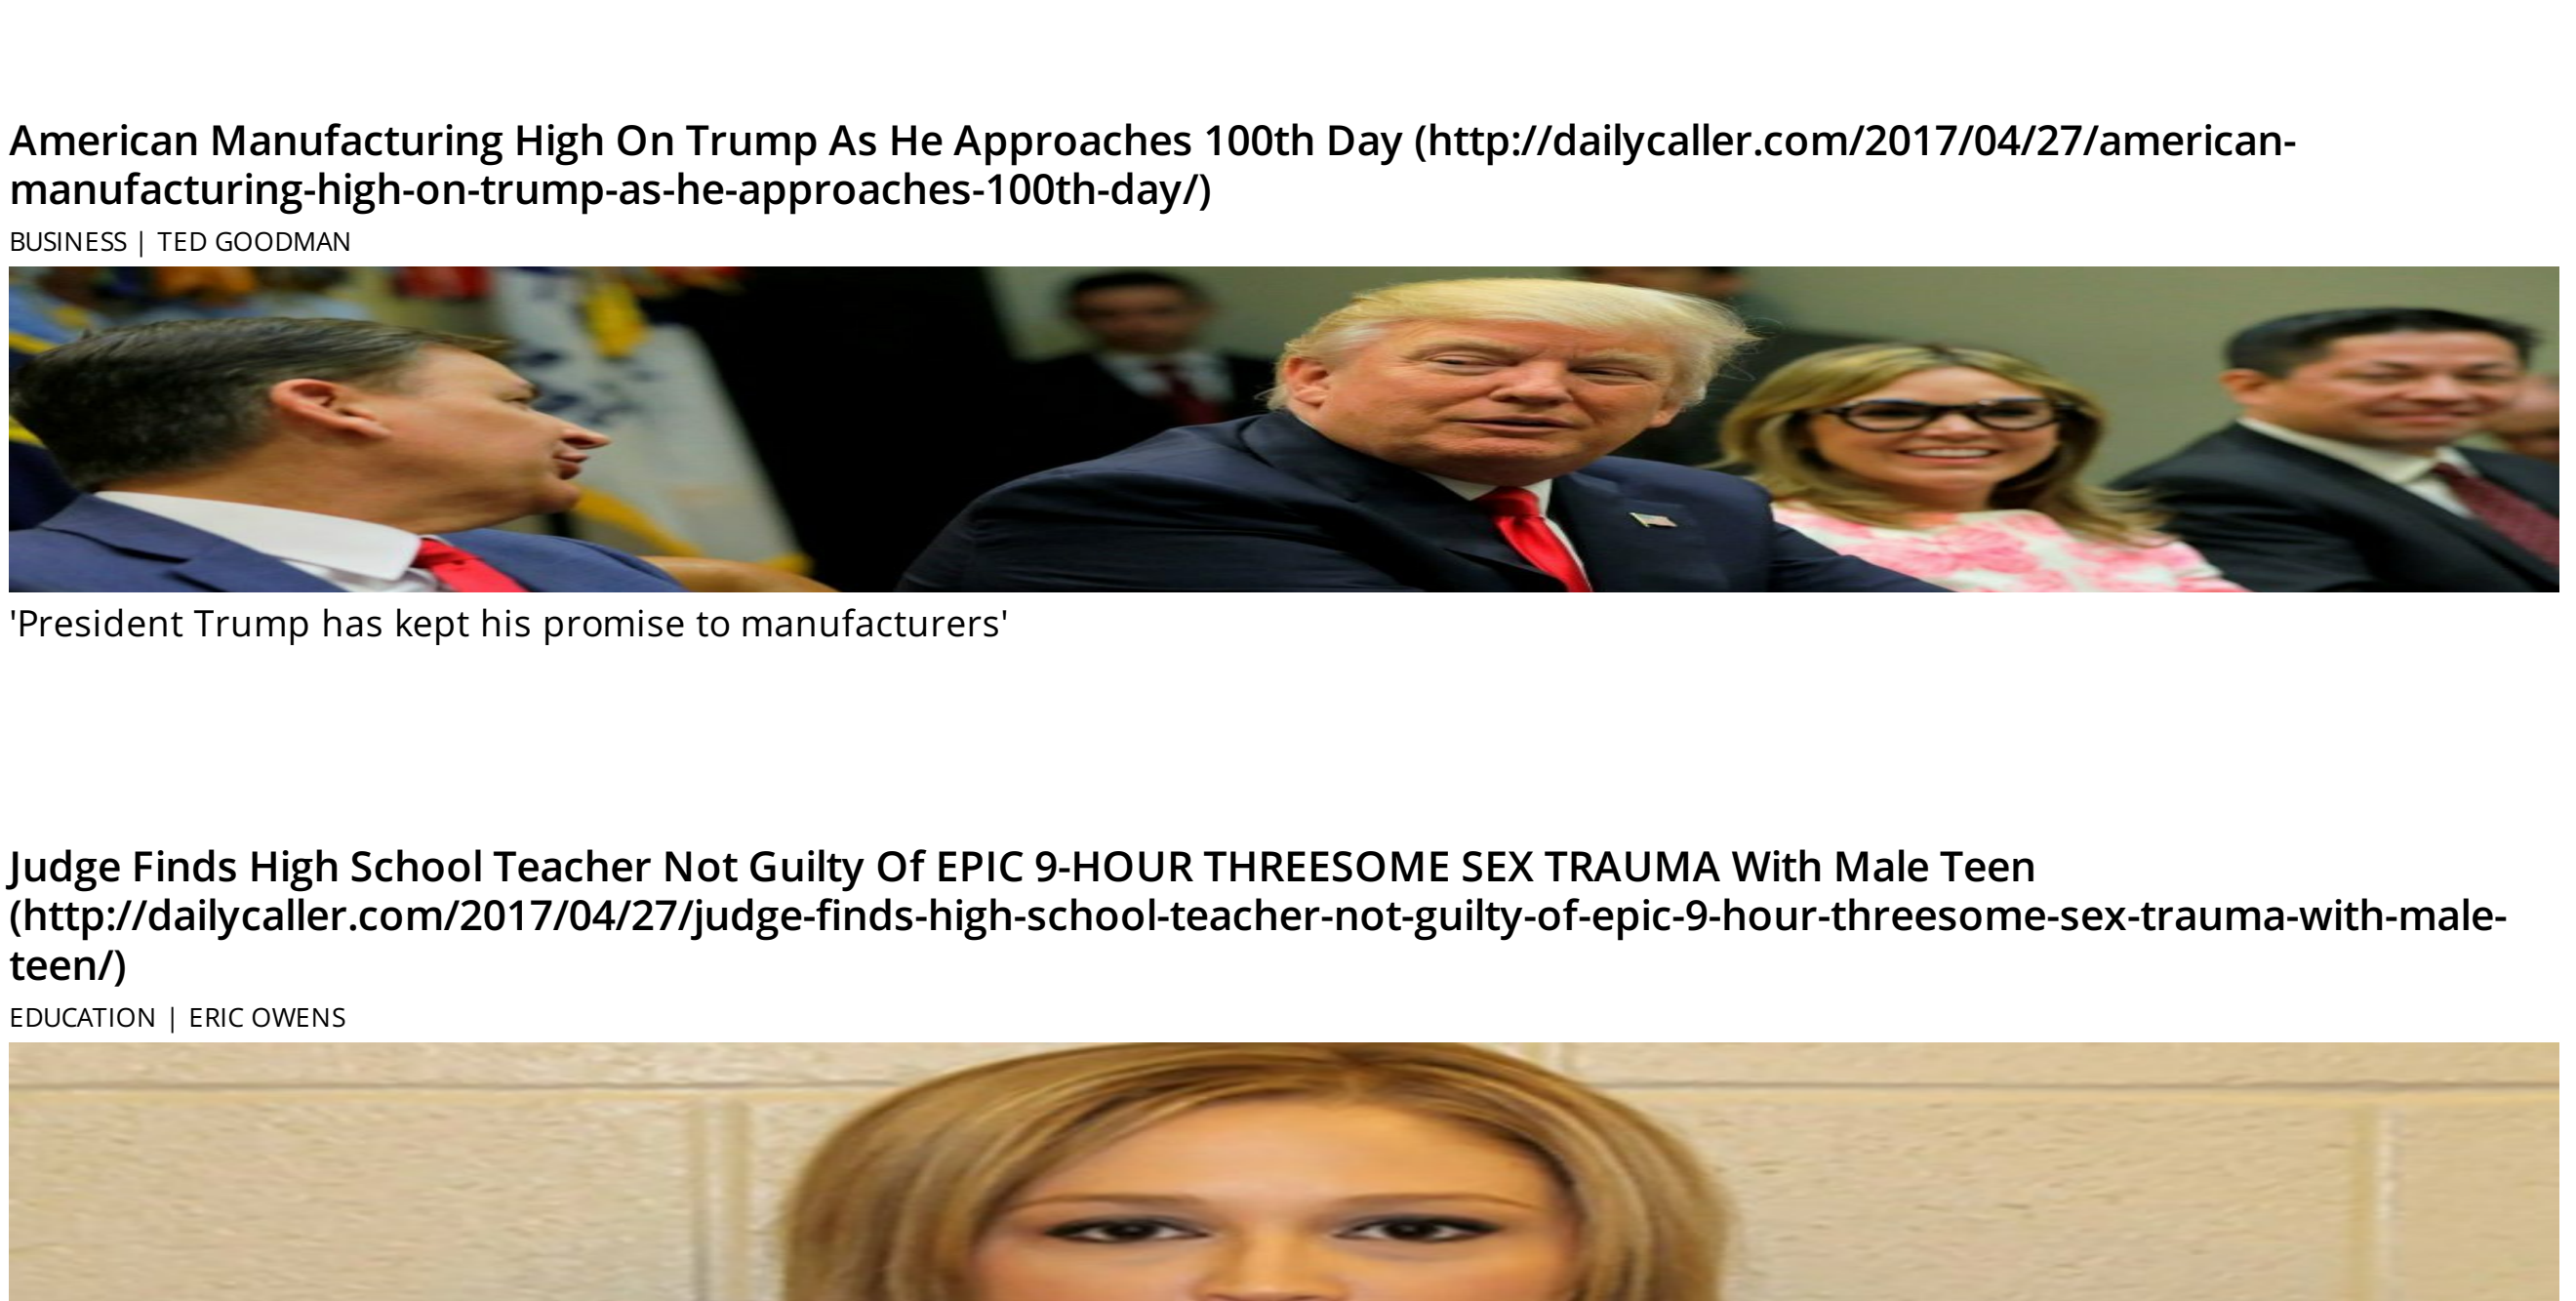 American Manufacturing High On Trump As He Approaches 100th Day (http://dailycaller.com/2017/04/27/american-
manufacturing-high-on-trump-as-he-approaches-100th-day/)
BUSINESS | TED GOODMAN
'President Trump has kept his promise to manufacturers'
Judge Finds High School Teacher Not Guilty Of EPIC 9-HOUR THREESOME SEX TRAUMA With Male Teen
(http://dailycaller.com/2017/04/27/judge-finds-high-school-teacher-not-guilty-of-epic-9-hour-threesome-sex-trauma-with-male-
teen/)
EDUCATION | ERIC OWENS